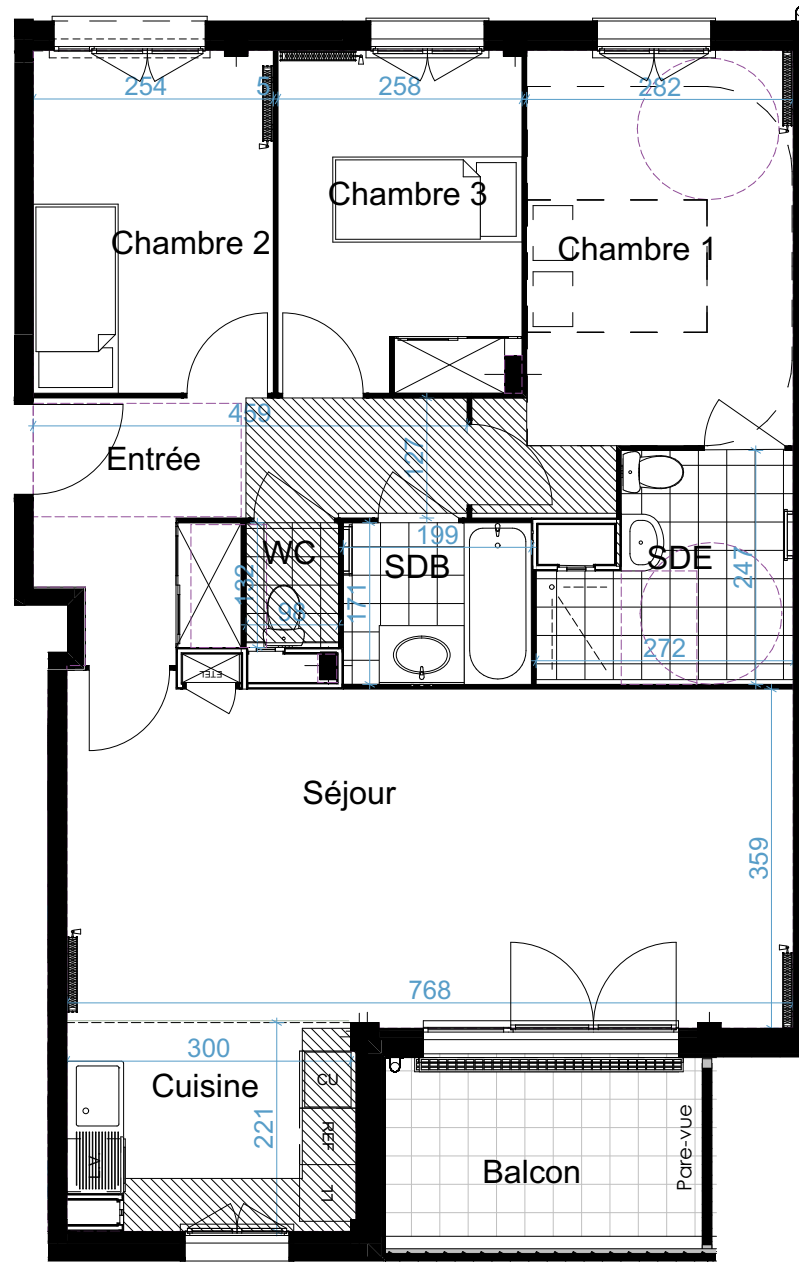 254
5
258
282
Chambre 3
Chambre 2
Chambre 1
459
127
Entrée
WC
199
SDB
SDE
132
171
98
247
272
ETEL
Séjour
359
768
300
Cuisine
CU
221
REF
LL
LV
Balcon
Pare-vue